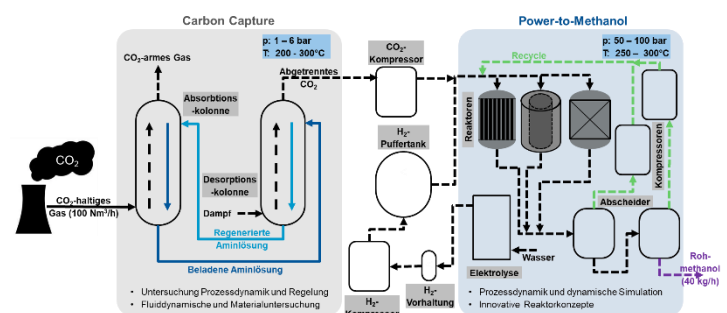 Carbon Capture
Power-to-Methanol
p: 1 – 6 bar
T: 200 - 300°C
CO₂-armes Gas
Abgetrenntes
CO₂
Absorbtions
-kolonne
Desorptions
-kolonne
CO₂
CO₂-haltiges
Gas (100 Nm³/h)
Dampf
Regenerierte
Aminlösung
Beladene Aminlösung
• Untersuchung Prozessdynamik und Regelung
• Fluiddynamische und Materialuntersuchung
CO₂-
Kompressor
H₂-
Puffertank
H₂-
Kompressor
H₂-
Vorhaltung
Elektrolyse
Wasser
p: 50 – 100 bar
T: 250 – 300°C
Recycle
Reaktoren
Kompressoren
Abscheider
Roh-
methanol
(40 kg/h)
• Prozessdynamik und dynamische Simulation
• Innovative Reaktorkonzepte